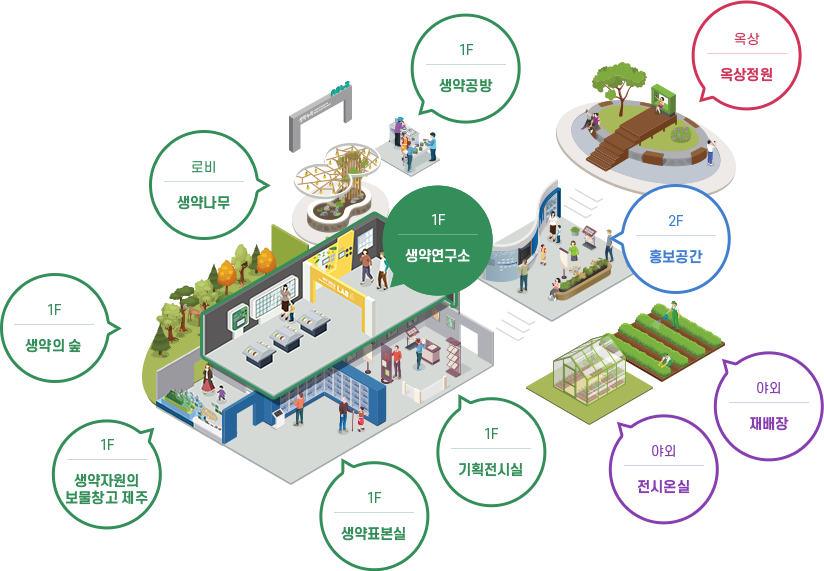 1F
생약공방
옥상
옥상정원
로비
생약나무
1F
생약연구소
2F
홍보공간
1F
생약의 숲
LAB
야외
재배장
1F
생약자원의
보물창고 제주
1F
기획전시실
야외
전시온실
1F
생약표본실